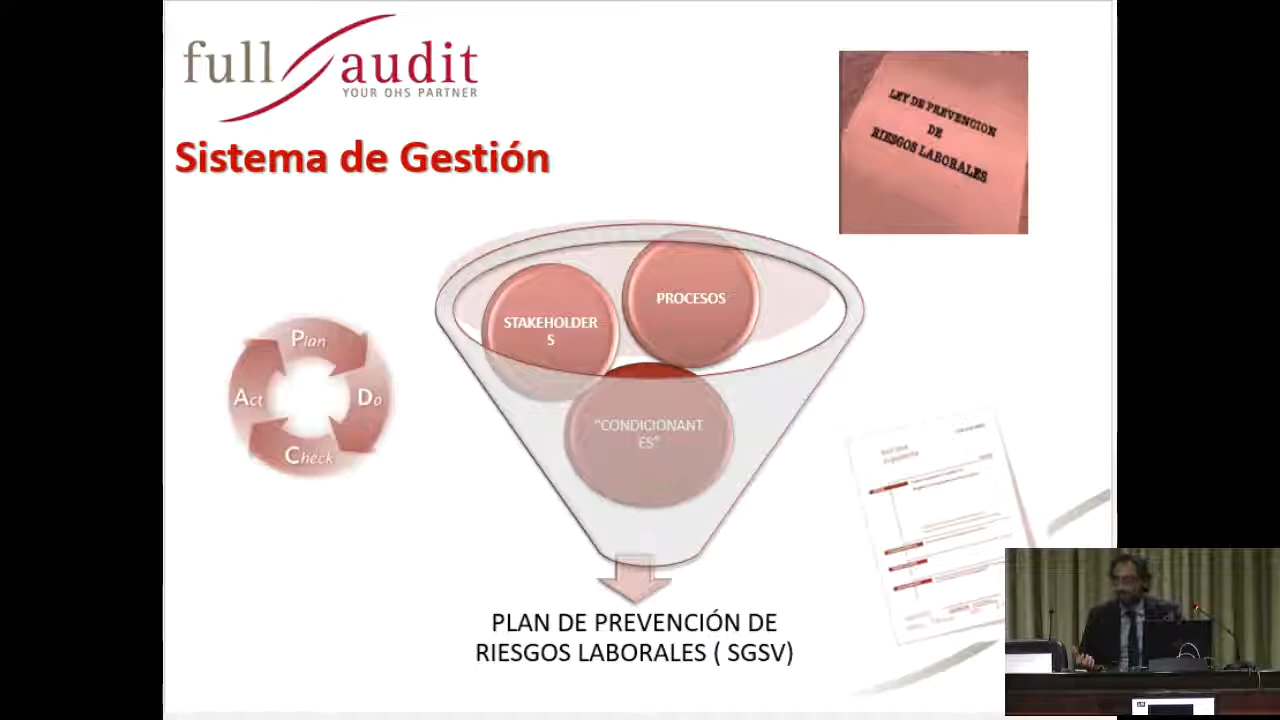 full audit
YOUR OHS PARTNER
Sistema de Gestión
LEY DE PREVENCION
DE
RIESGOS LABORALES
PROCESOS
STAKEHOLDER
S
Plan
Act
Do
Check
"CONDICIONANT
ES"
PLAN DE PREVENCIÓN DE
RIESGOS LABORALES ( SGSV)